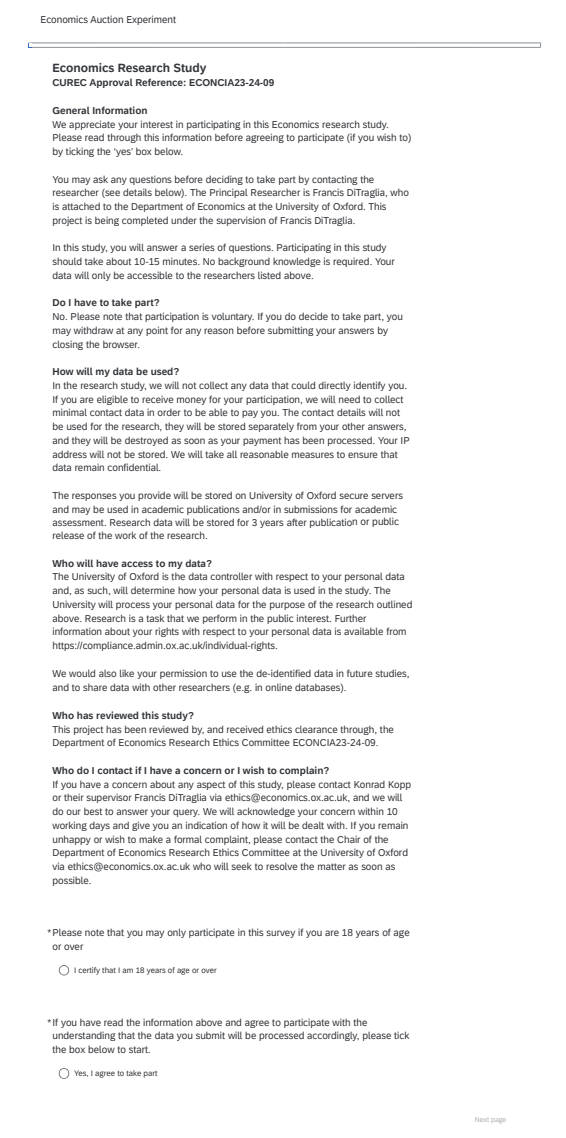 Economics Auction Experiment
Economics Research Study
CUREC Approval Reference: ECONCIA23-24-09
General Information
We appreciate your interest in participating in this Economics research study.
Please read through this information before agreeing to participate (if you wish to)
by ticking the ‘yes’ box below.
You may ask any questions before deciding to take part by contacting the
researcher (see details below). The Principal Researcher is Francis DiTraglia, who
is attached to the Department of Economics at the University of Oxford. This
project is being completed under the supervision of Francis DiTraglia.
In this study, you will answer a series of questions. Participating in this study
should take about 10-15 minutes. No background knowledge is required. Your
data will only be accessible to the researchers listed above.
Do I have to take part?
No. Please note that participation is voluntary. If you do decide to take part, you
may withdraw at any point for any reason before submitting your answers by
closing the browser.
How will my data be used?
In the research study, we will not collect any data that could directly identify you.
If you are eligible to receive money for your participation, we will need to collect
minimal contact data in order to be able to pay you. The contact details will not
be used for the research, they will be stored separately from your other answers,
and they will be destroyed as soon as your payment has been processed. Your IP
address will not be stored. We will take all reasonable measures to ensure that
data remain confidential.
The responses you provide will be stored on University of Oxford secure servers
and may be used in academic publications and/or in submissions for academic
assessment. Research data will be stored for 3 years after publication or public
release of the work of the research.
Who will have access to my data?
The University of Oxford is the data controller with respect to your personal data
and, as such, will determine how your personal data is used in the study. The
University will process your personal data for the purpose of the research outlined
above. Research is a task that we perform in the public interest. Further
information about your rights with respect to your personal data is available from
https://compliance.admin.ox.ac.uk/individual-rights.
We would also like your permission to use the de-identified data in future studies,
and to share data with other researchers (e.g. in online databases).
Who has reviewed this study?
This project has been reviewed by, and received ethics clearance through, the
Department of Economics Research Ethics Committee ECONCIA23-24-09.
Who do I contact if I have a concern or I wish to complain?
If you have a concern about any aspect of this study, please contact Konrad Kopp
or their supervisor Francis DiTraglia via ethics@economics.ox.ac.uk, and we will
do our best to answer your query. We will acknowledge your concern within 10
working days and give you an indication of how it will be dealt with. If you remain
unhappy or wish to make a formal complaint, please contact the Chair of the
Department of Economics Research Ethics Committee at the University of Oxford
via ethics@economics.ox.ac.uk who will seek to resolve the matter as soon as
possible.
*Please note that you may only participate in this survey if you are 18 years of age
or over
I certify that I am 18 years of age or over
*If you have read the information above and agree to participate with the
understanding that the data you submit will be processed accordingly, please tick
the box below to start.
Yes, I agree to take part
Next page